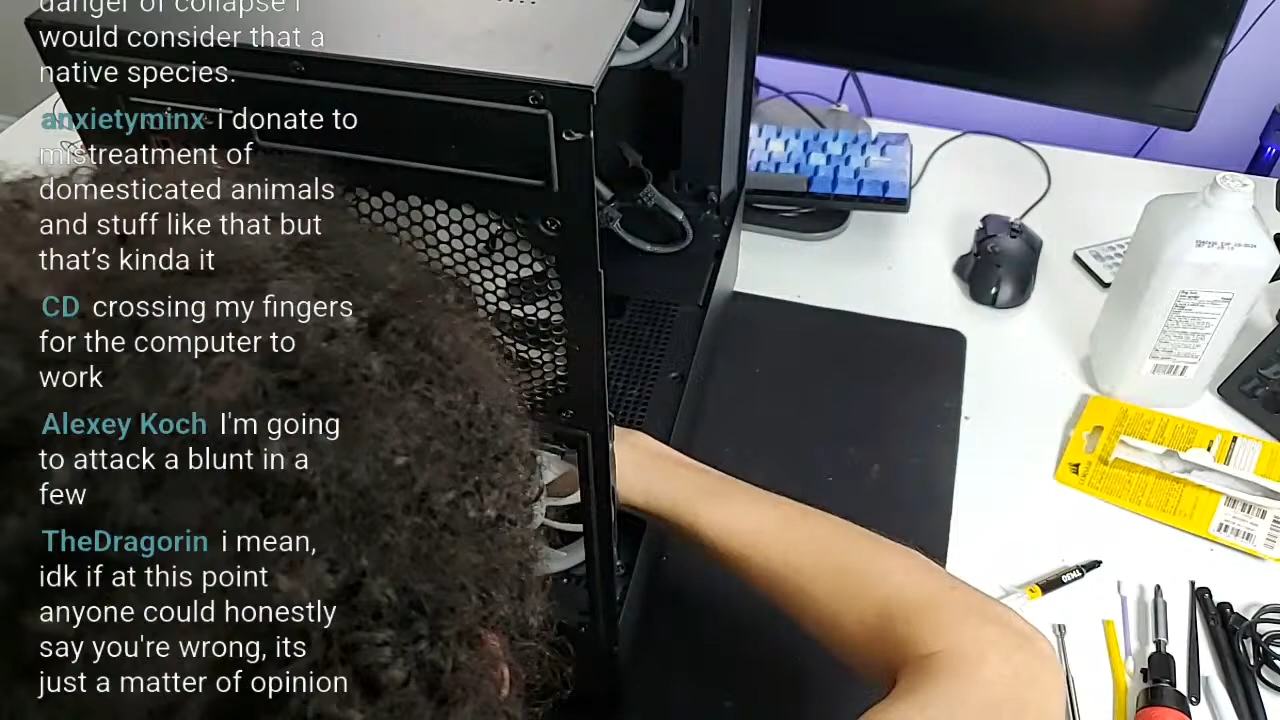 danger of collapse I
would consider that a
native species.
anxietyminx i donate to
mistreatment of
domesticated animals
and stuff like that but
that's kinda it
CD crossing my fingers
for the computer to
work
Alexey Koch I'm going
to attack a blunt in a
few
TheDragorin i mean,
idk if at this point
anyone could honestly
say you're wrong, its
just a matter of opinion
TM30